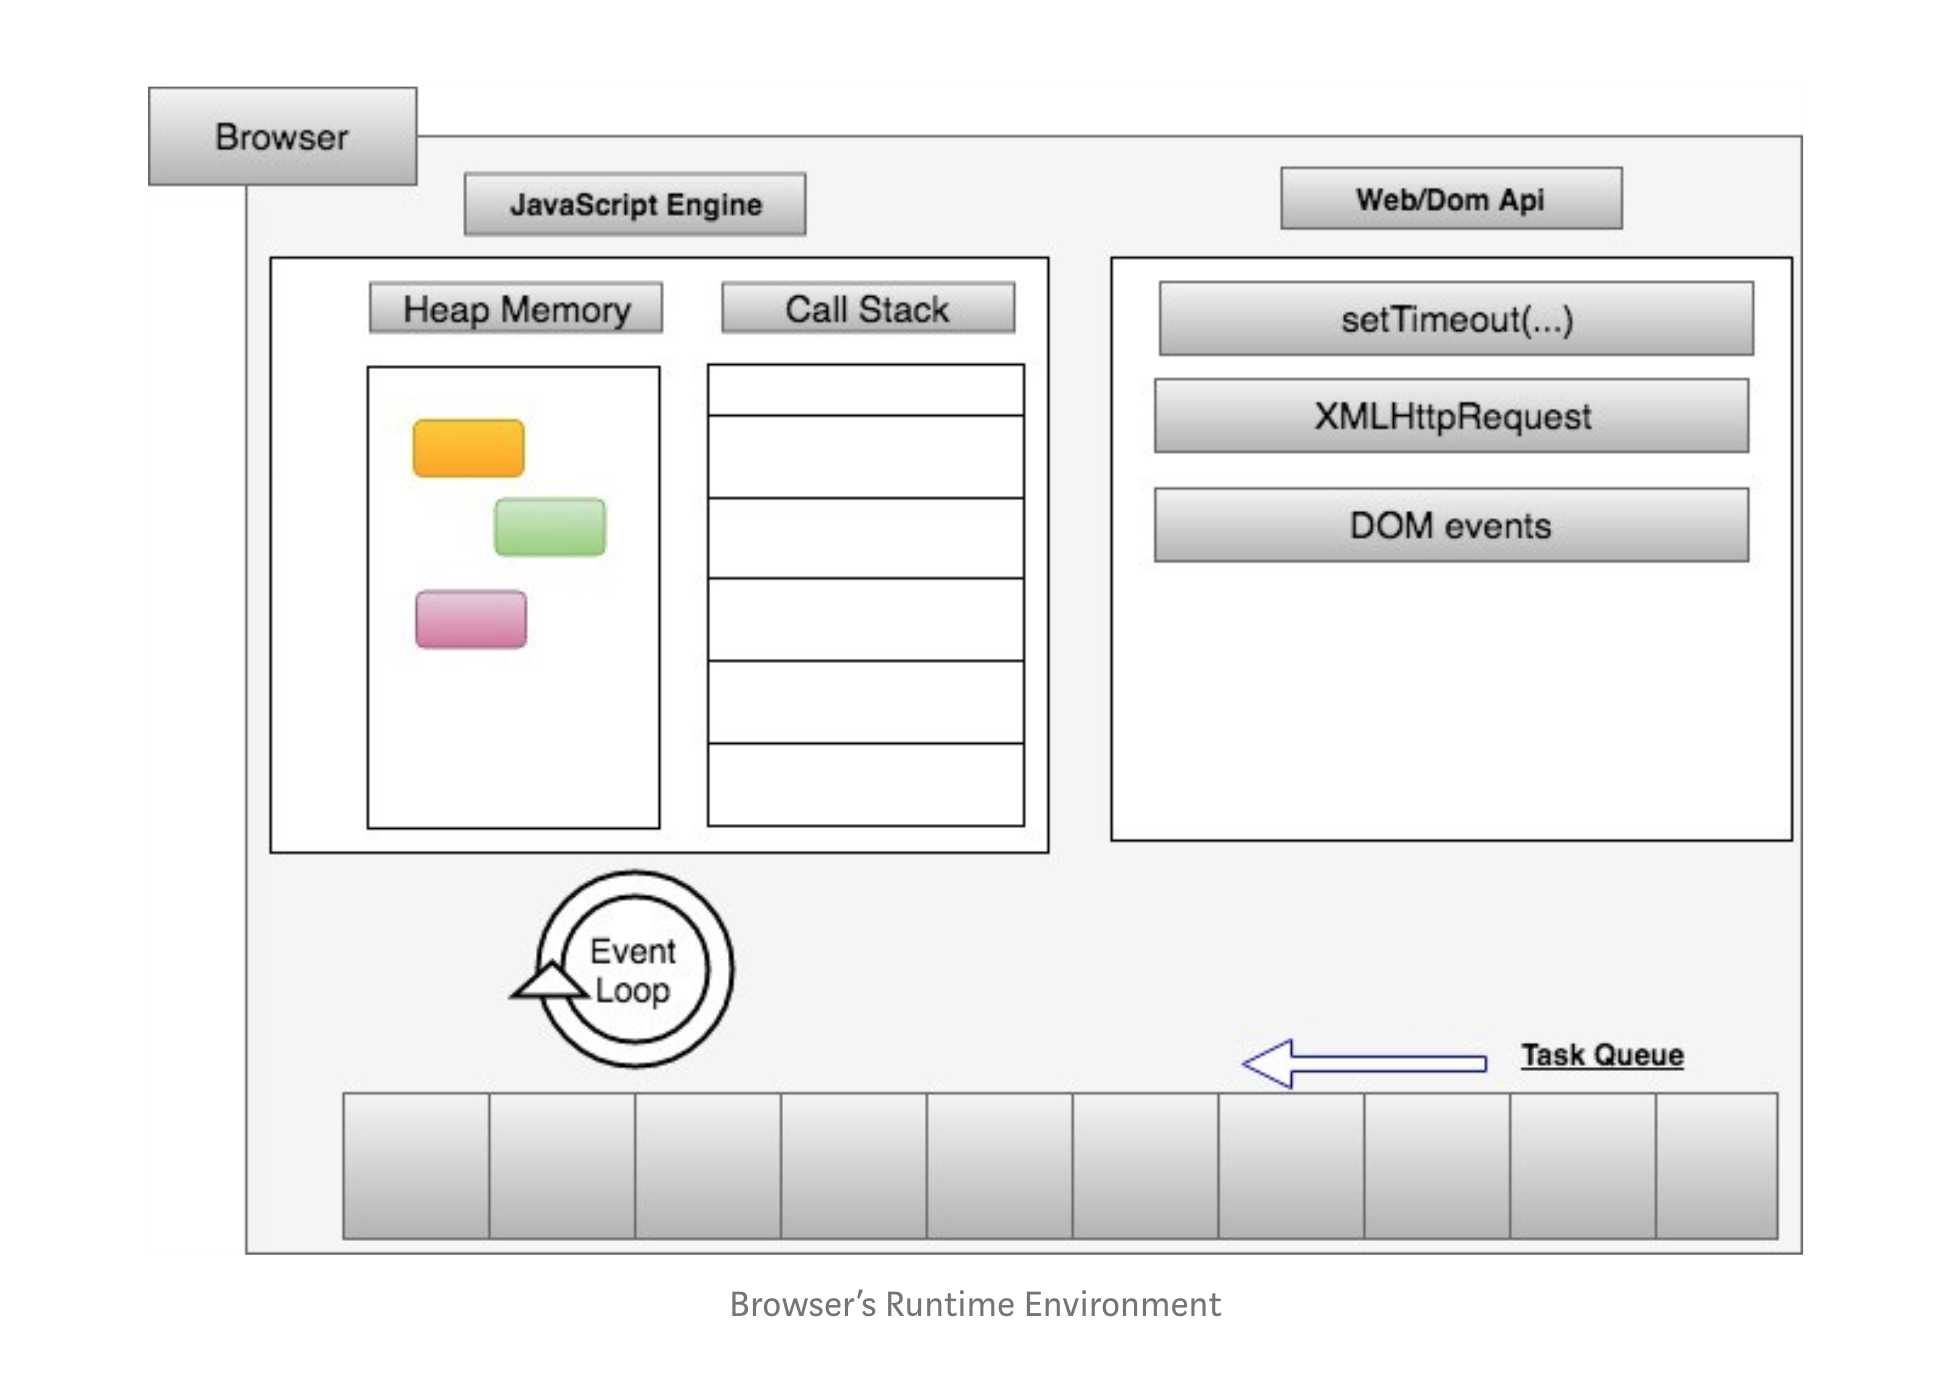 Browser
JavaScript Engine
Web/Dom Api
Heap Memory
Call Stack
setTimeout(...)
XMLHttpRequest
DOM events
Event
Loop
Task Queue
Browser’s Runtime Environment